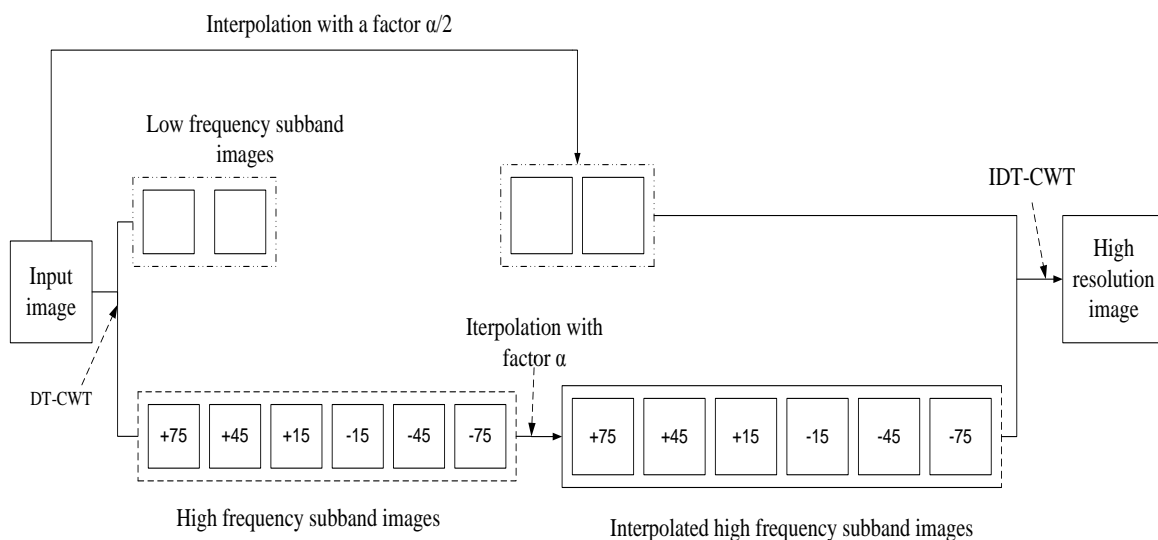 Interpolation with a factor α/2
Low frequency subband
images
IDT-CWT
Input
image
High
resolution
image
Iterpolation with
factor α
DT-CWT
+75 +45 +15 -15 -45 -75
+75 +45 +15 -15 -45 -75
High frequency subband images
Interpolated high frequency subband images